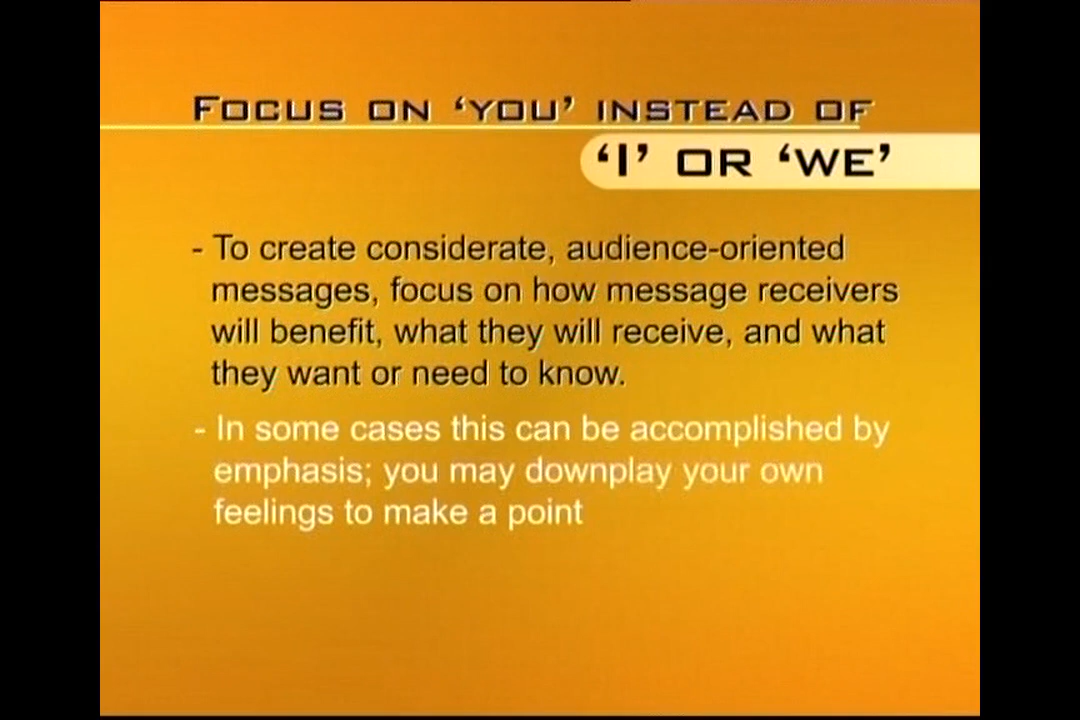 FOCUS ON ‘YOU’ INSTEAD OF
‘I’ OR ‘WE’
- To create considerate, audience-oriented
messages, focus on how message receivers
will benefit, what they will receive, and what
they want or need to know.
- In some cases this can be accomplished by
emphasis; you may downplay your own
feelings to make a point